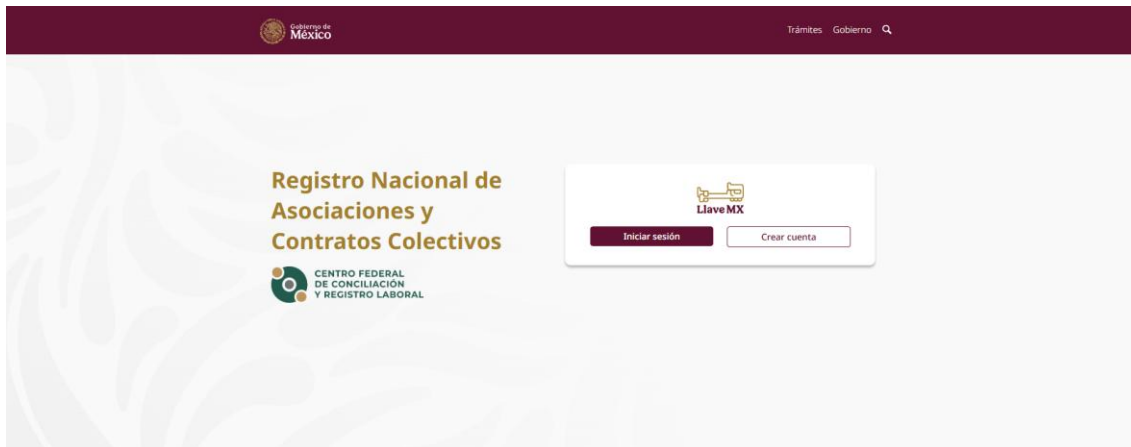 Gobierno de
México
Trámites Gobierno
Registro Nacional de
Asociaciones y
Contratos Colectivos
CENTRO FEDERAL
DE CONCILIACIÓN
Y REGISTRO LABORAL
Llave MX
Iniciar sesión
Crear cuenta